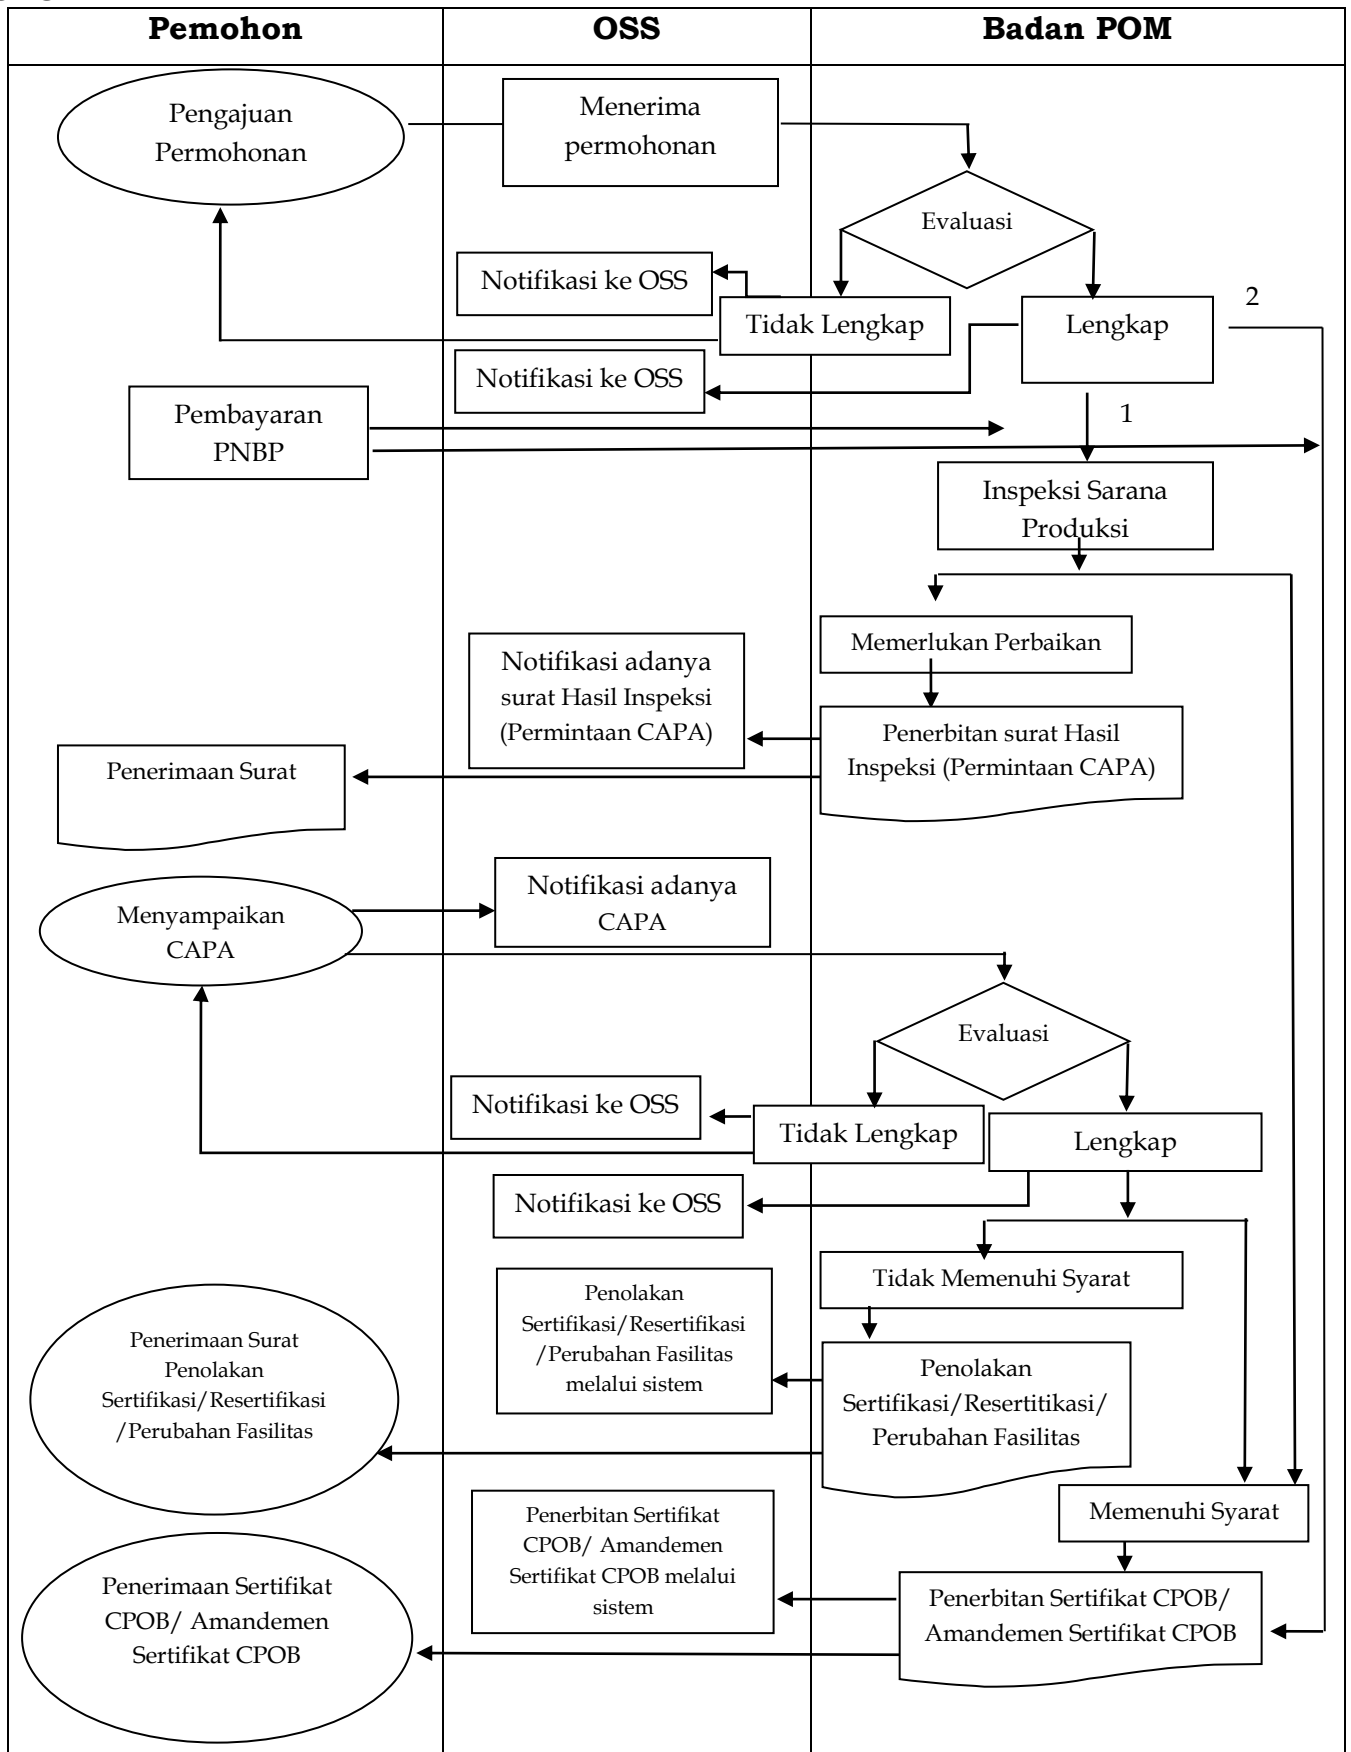 Pemohon
OSS
Badan POM
Pengajuan
Permohonan
Menerima
permohonan
Evaluasi
Notifikasi ke OSS
Tidak Lengkap
Lengkap
2
Notifikasi ke OSS
Pembayaran
PNBP
1
Inspeksi Sarana
Produksi
Memerlukan Perbaikan
Notifikasi adanya
surat Hasil Inspeksi
(Permintaan CAPA)
Penerbitan surat Hasil
Inspeksi (Permintaan CAPA)
Penerimaan Surat
Menyampaikan
CAPA
Notifikasi adanya
CAPA
Evaluasi
Notifikasi ke OSS
Tidak Lengkap
Lengkap
Notifikasi ke OSS
Tidak Memenuhi Syarat
Penolakan
Sertifikasi/Resertifikasi
/Perubahan Fasilitas
melalui sistem
Penerimaan Surat
Penolakan
Sertifikasi/Resertifikasi
/Perubahan Fasilitas
Penolakan
Sertifikasi/Resertitikasi/
Perubahan Fasilitas
Memenuhi Syarat
Penerbitan Sertifikat
CPOB/ Amandemen
Sertifikat CPOB melalui
sistem
Penerimaan Sertifikat
CPOB/ Amandemen
Sertifikat CPOB
Penerbitan Sertifikat CPOB/
Amandemen Sertifikat CPOB